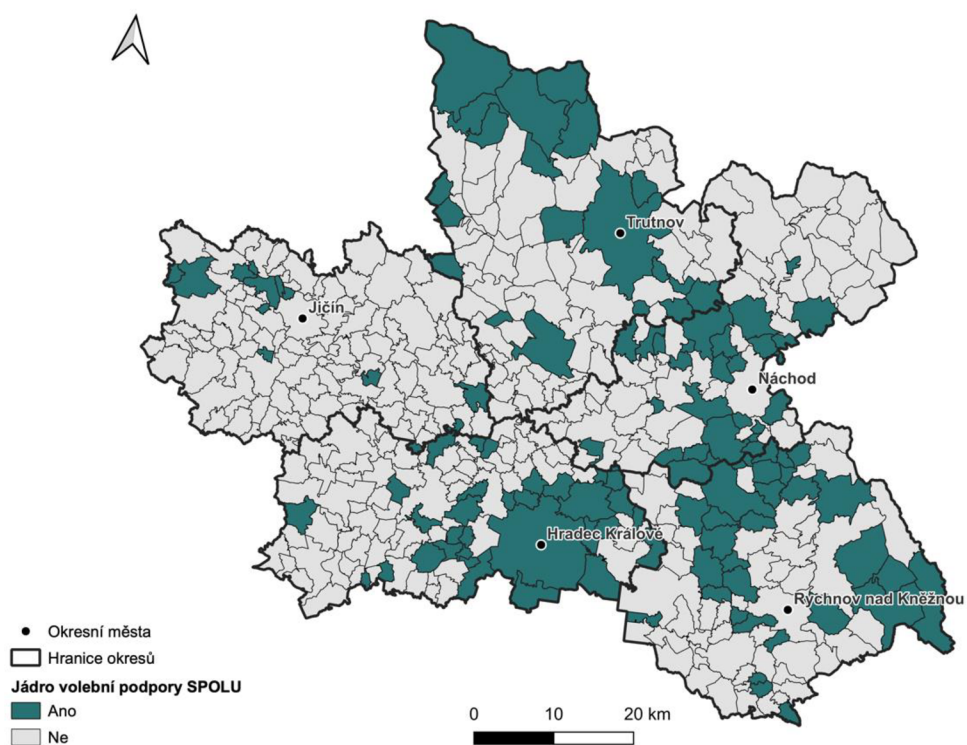 Trutnov
Jičín
Náchod
Hradec Králové
Rychnov nad Kněžnou
Okresní města
Hranice okresů
Jádro volební podpory SPOLU
Ano
Ne
0 10 20 km